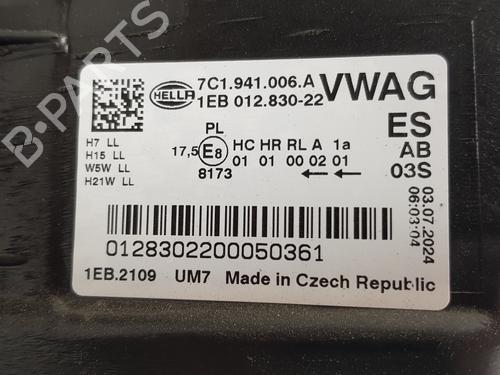 B-PARTS
HELLA
7C1.941.006.A VWAG
1EB 012.830-22
ES
AB
03S
PL
17,5 E8 HC HR RL A 1a
01 01 00 02 01
8173
H7 LL
H15 LL
W5W LL
H21W LL
03.07.2024
06:03:04
0128302200050361
1EB.2109 UM7 Made in Czech Republic